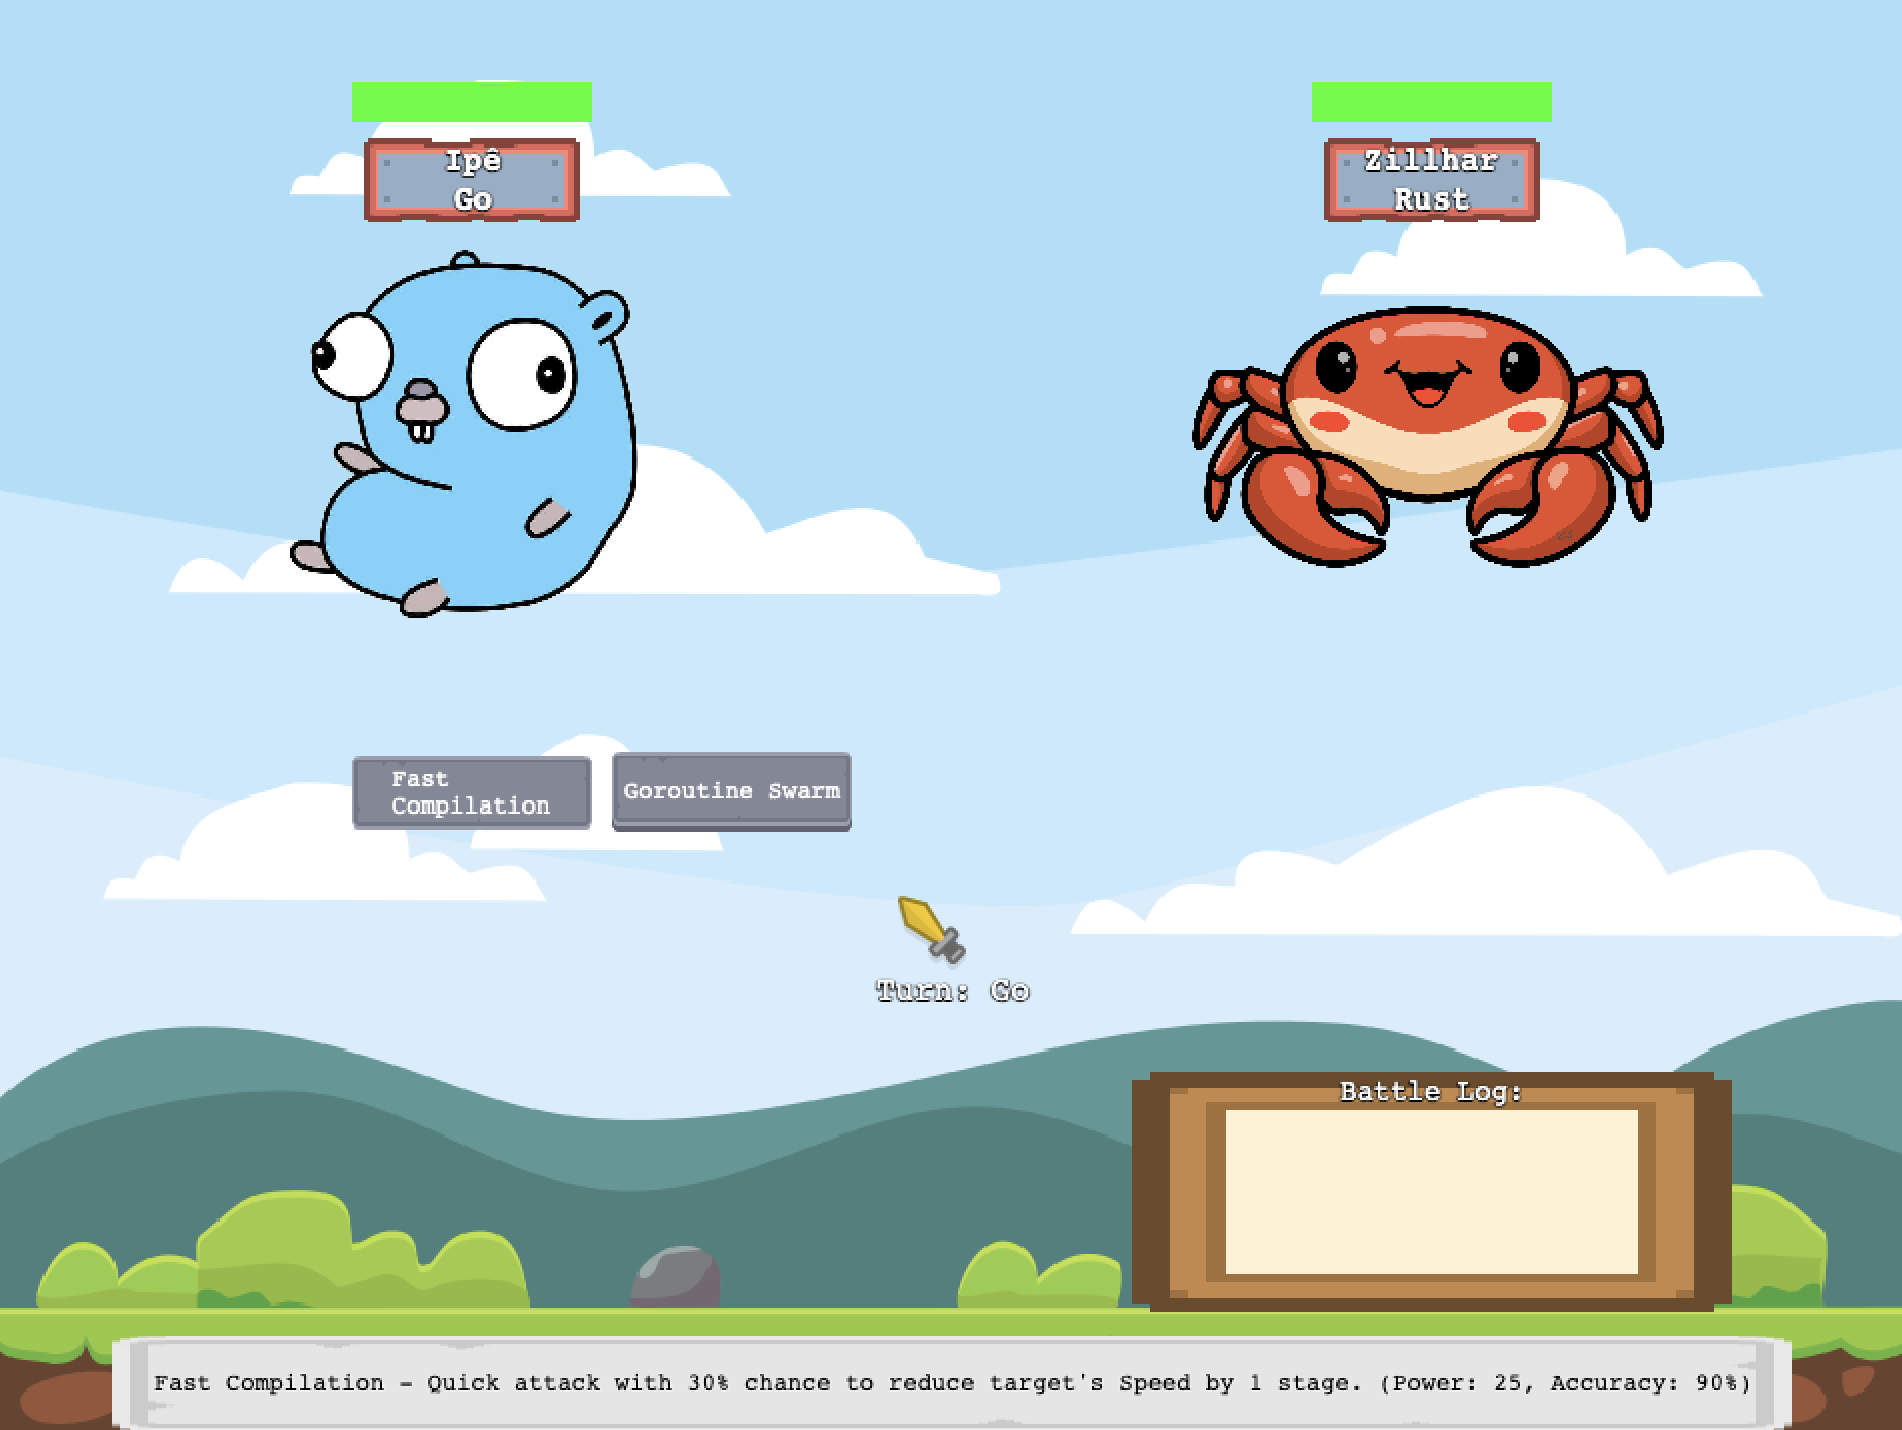 Ipê
Go
Zillhar
Rust
Fast
Compilation
Goroutine Swarm
Turn: Go
Battle Log:
Fast Compilation - Quick attack with 30% chance to reduce target's Speed by 1 stage. (Power: 25, Accuracy: 90%)